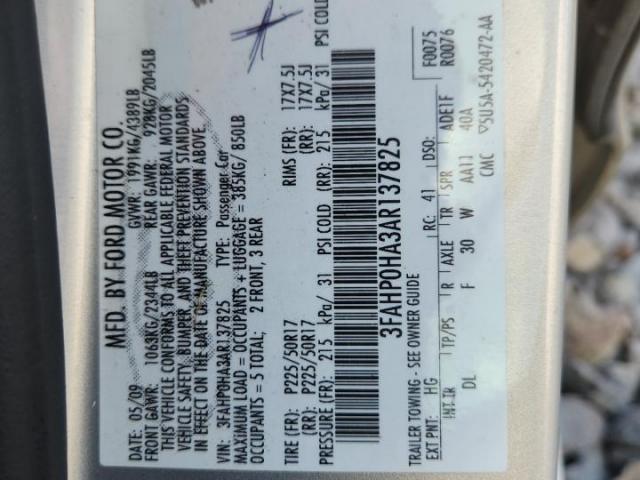 MFD. BY FORD MOTOR CO.
DATE: 05/09 GVWR: 1991KG/4389LB
FRONT GAWR: 1063KG/2344LB REAR GAWR: 928KG/2045LB
THIS VEHICLE CONFORMS TO ALL APPLICABLE FEDERAL MOTOR
VEHICLE SAFETY, BUMPER, AND THEFT PREVENTION STANDARDS
IN EFFECT ON THE DATE OF MANUFACTURE SHOWN ABOVE
VIN: 3FAHP0HA3AR137825 TYPE: Passenger Car
MAXIMUM LOAD = OCCUPANTS + LUGGAGE = 385KG/ 850LB
OCCUPANTS = 5 TOTAL; 2 FRONT, 3 REAR
TIRE (FR): P225/50R17 RIMS (FR): 17X7.5J
(RR): P225/50R17 (RR): 17X7.5J
PRESSURE (FR): 215 kPa/ 31 PSI COLD (RR): 215 kPa/ 31 PSI COLD
3FAHP0HA3AR137825
TRAILER TOWING - SEE OWNER GUIDE F0075
R0076
EXT PNT: HG RC: 41 DSO:
INT TR TP/PS R AXLE TR SPR ADE1F
DL F 30 W AA11 40A
CMC ▽5USA-5420472-AA